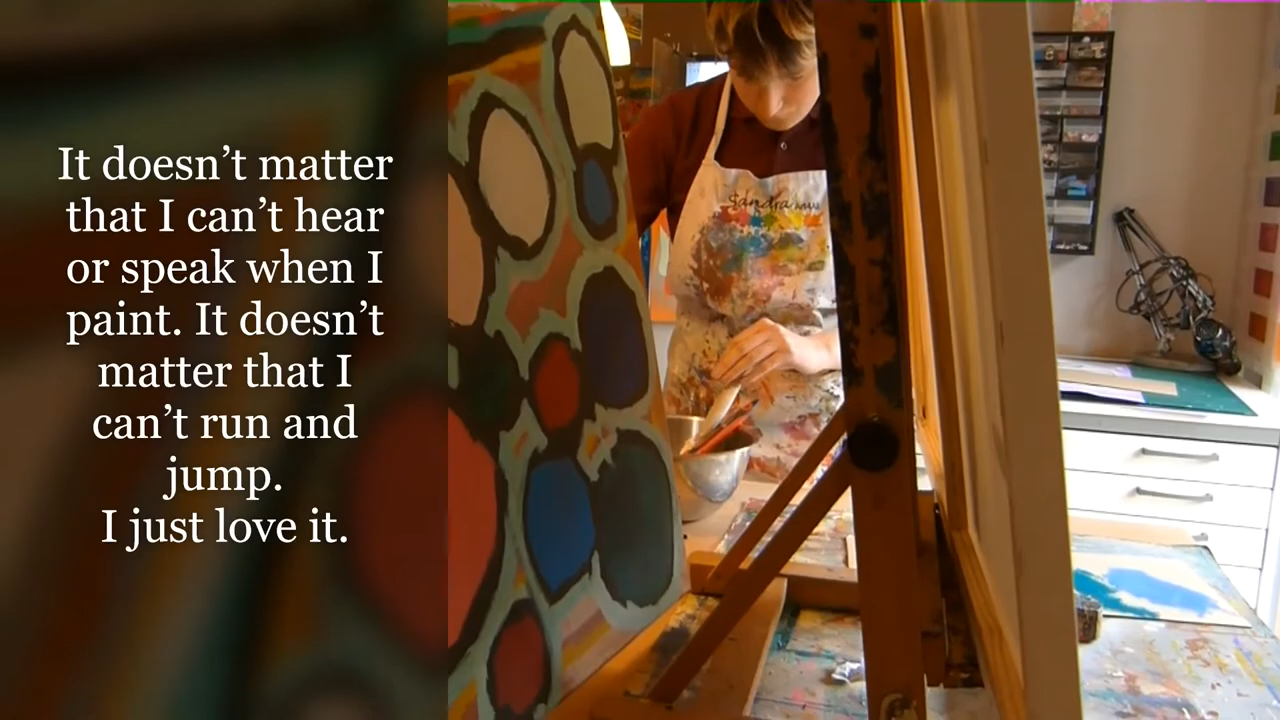 It doesn’t matter
that I can’t hear
or speak when I
paint. It doesn’t
matter that I
can’t run and
jump.
I just love it.
Sandra